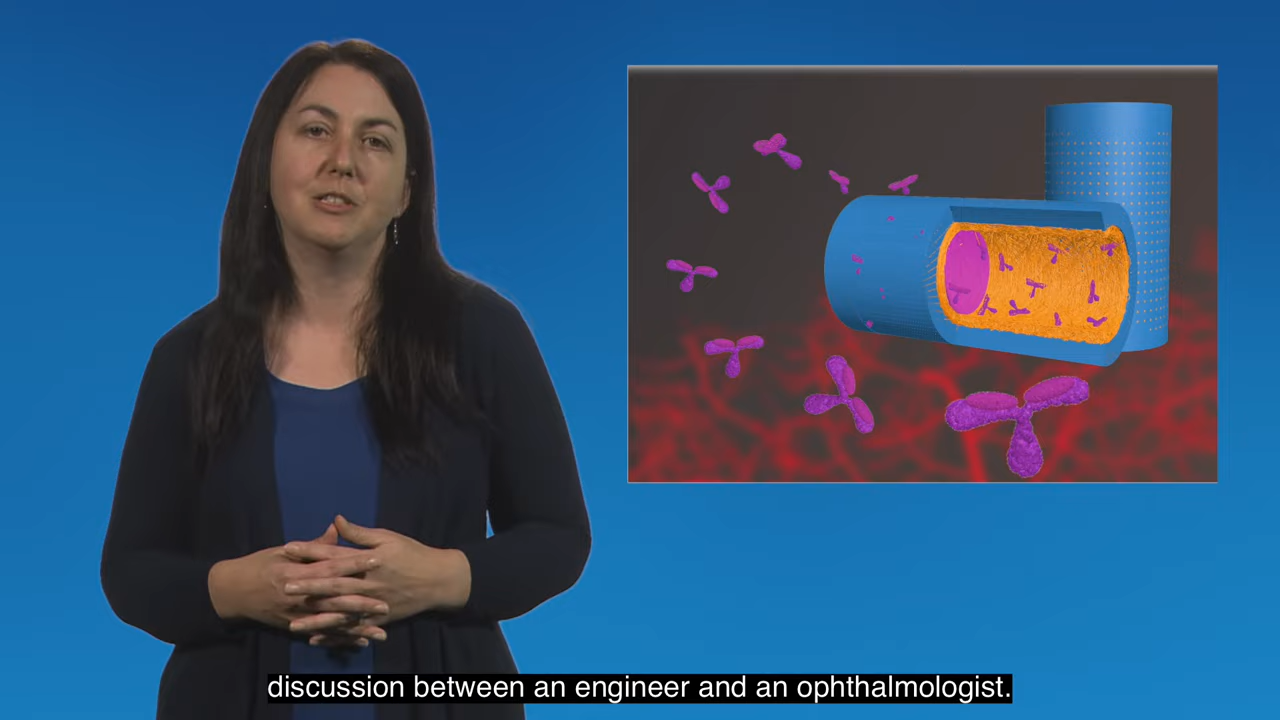 discussion between an engineer and an ophthalmologist.